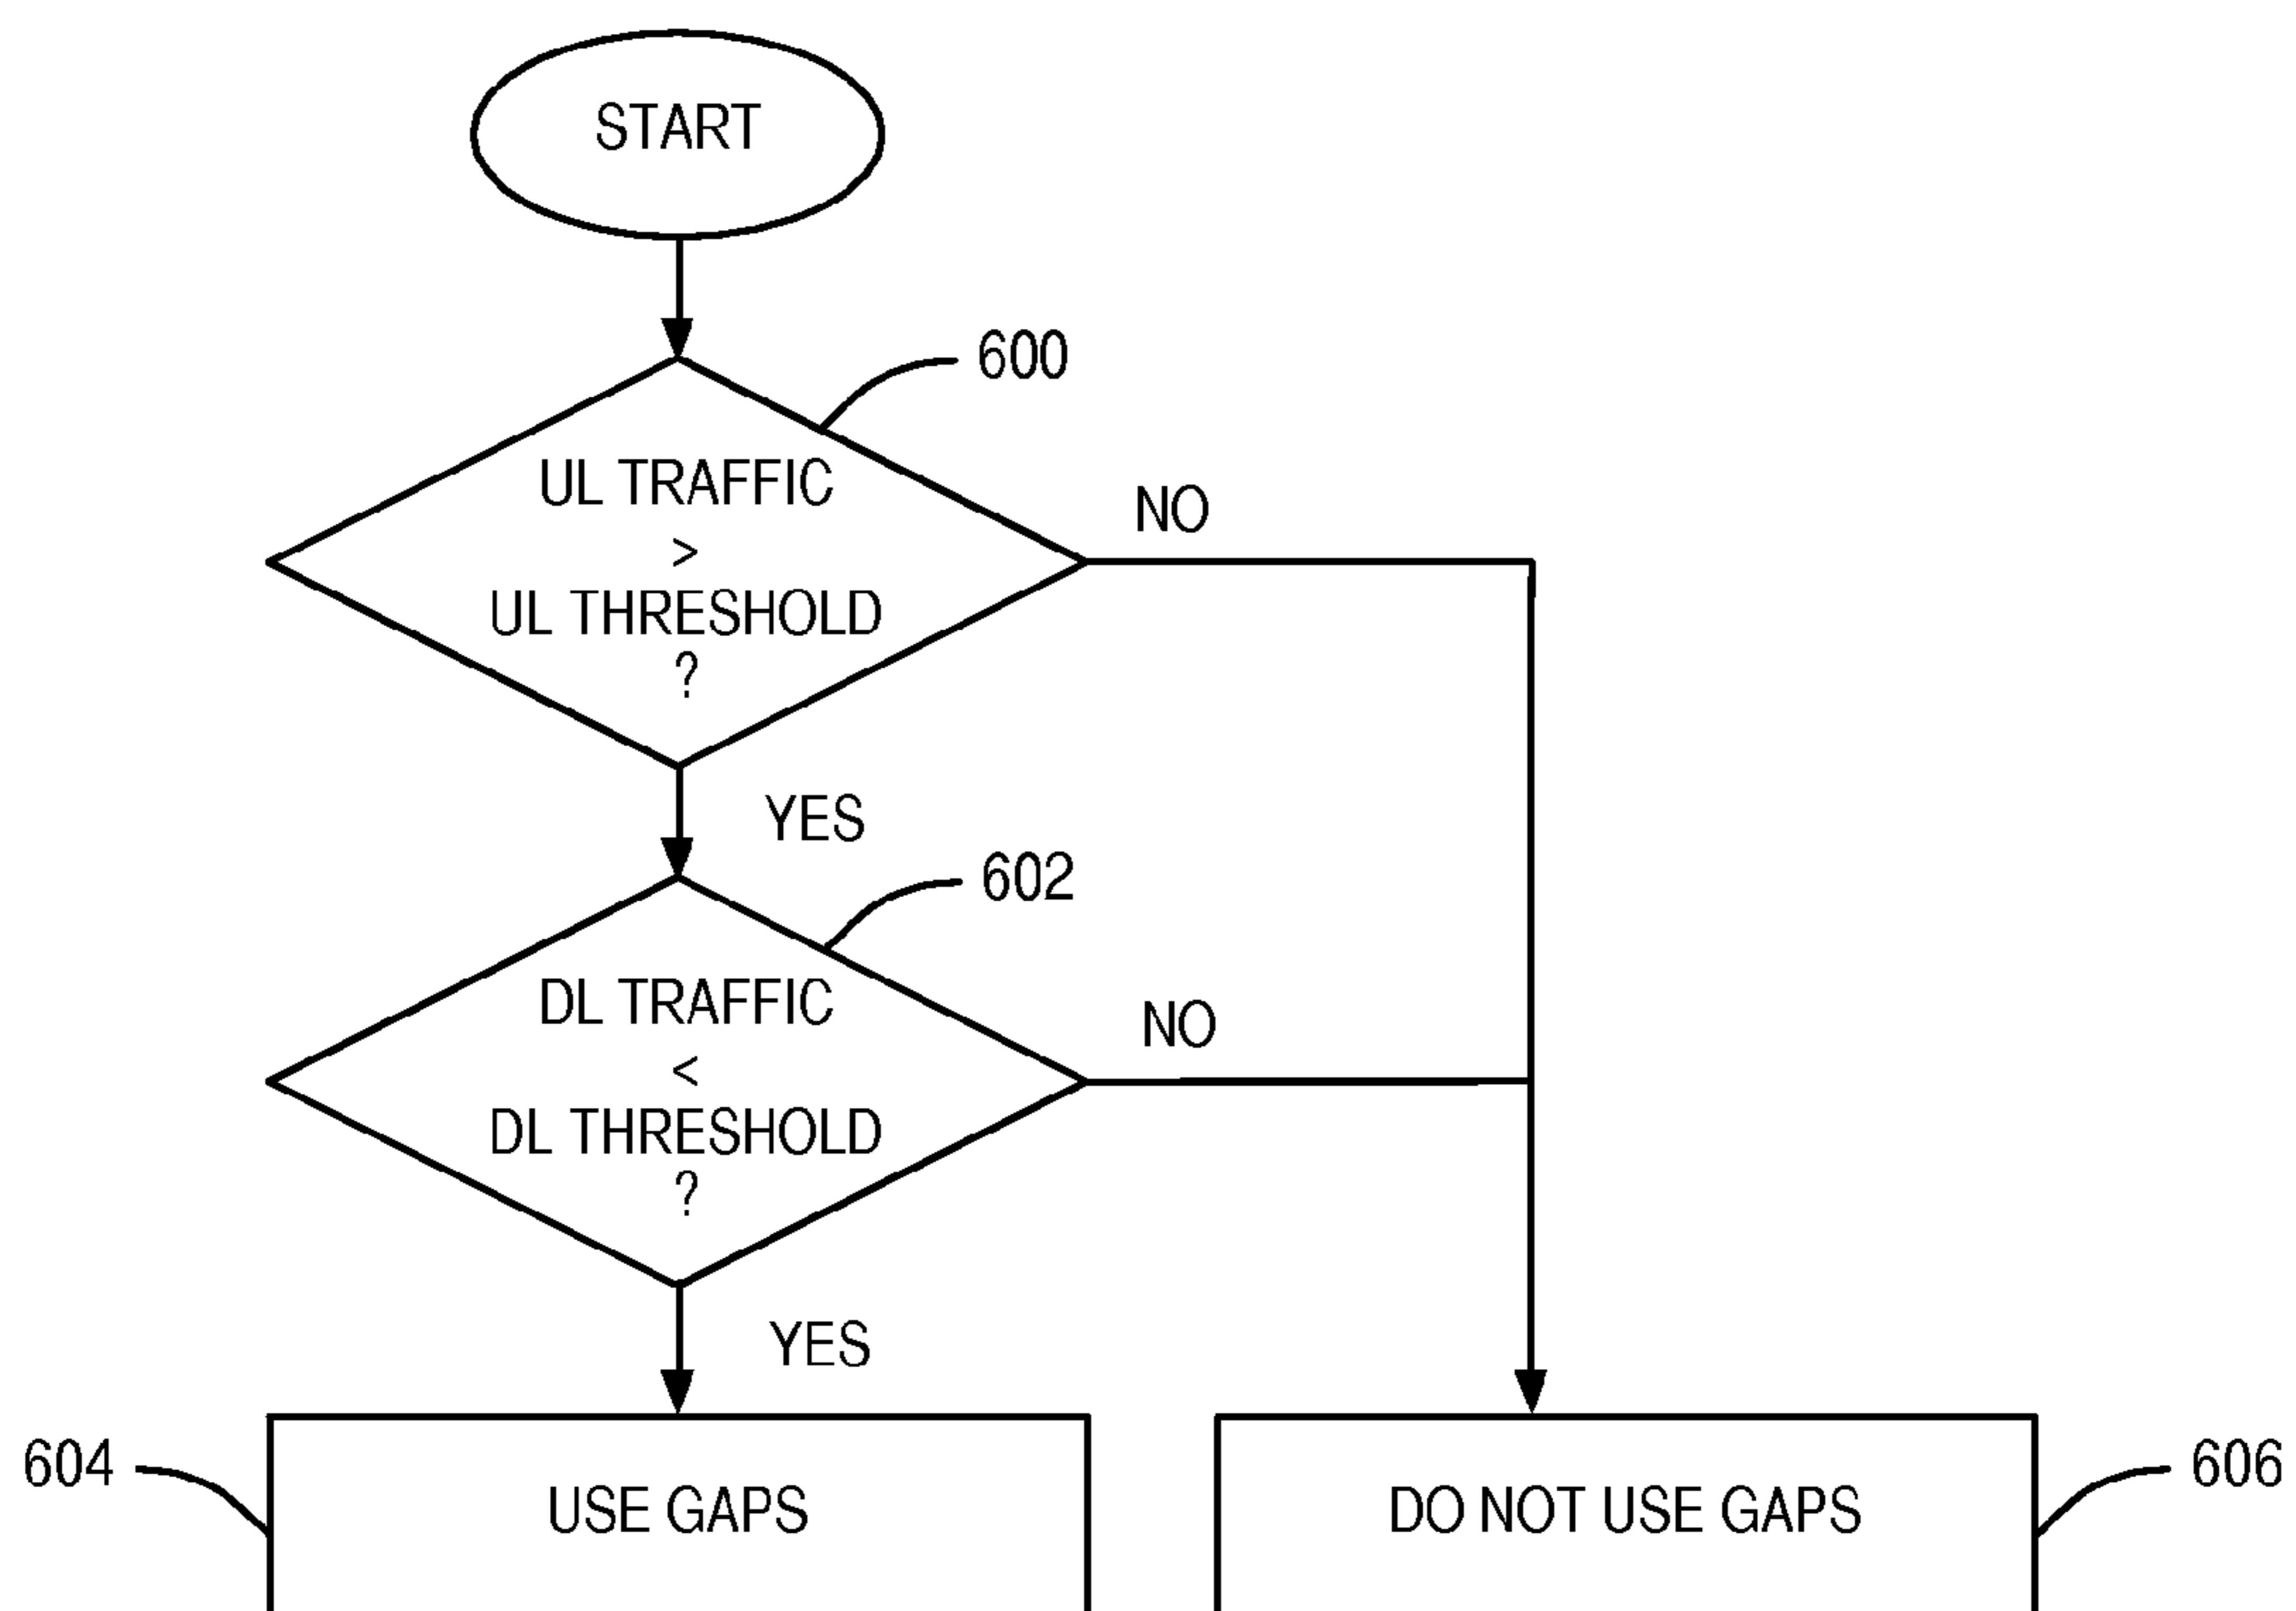 START
600
UL TRAFFIC
>
UL THRESHOLD
?
NO
YES
602
DL TRAFFIC
<
DL THRESHOLD
?
NO
YES
604
USE GAPS
DO NOT USE GAPS
606